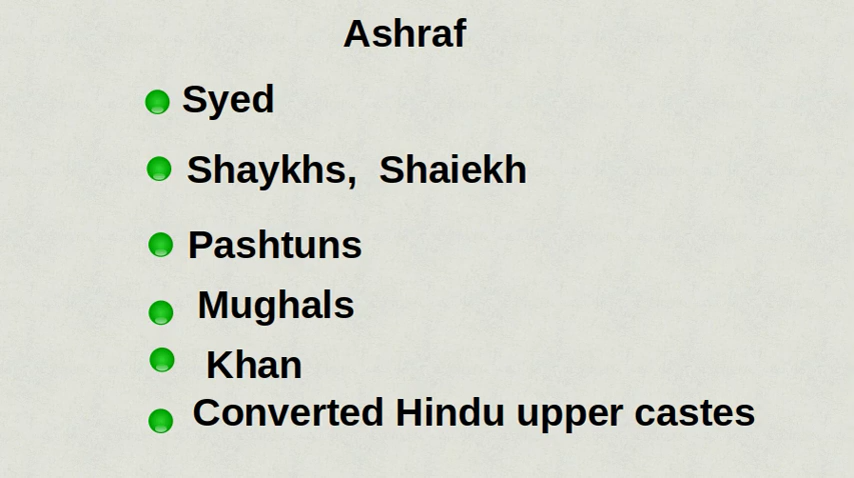 Ashraf
Syed
Shaykhs, Shaiekh
Pashtuns
Mughals
Khan
Converted Hindu upper castes